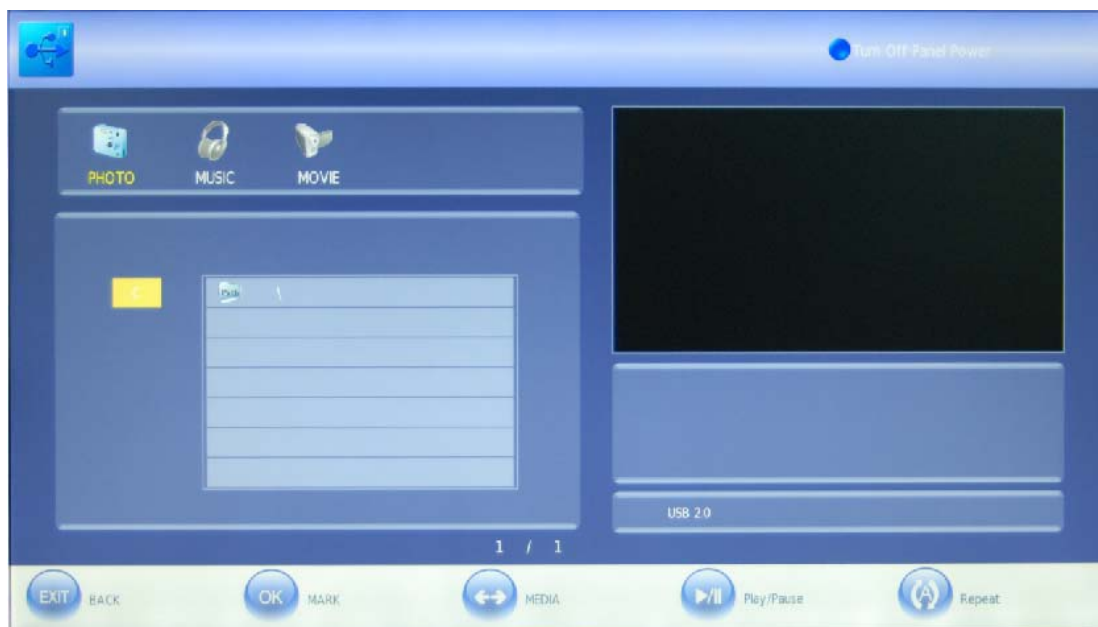 Turn Off Panel Power
PHOTO MUSIC MOVIE
C
\
USB 2.0
1 / 1
EXIT BACK OK MARK MEDIA Play/Pause A Repeat